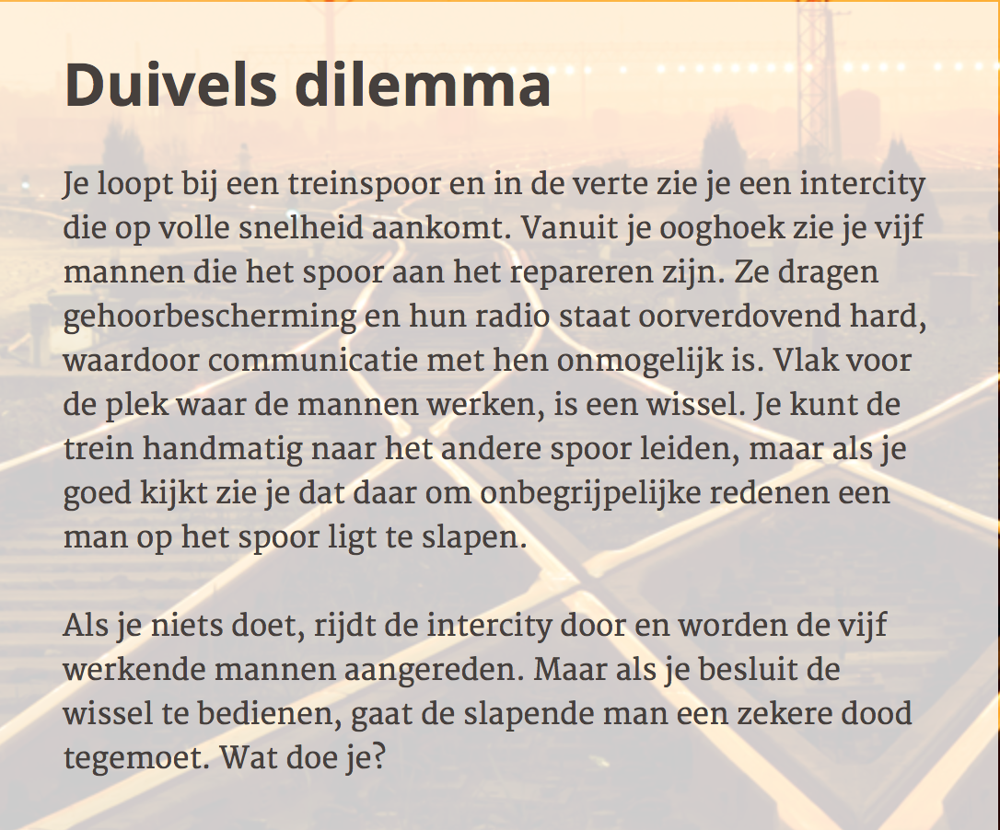 Duivels dilemma
Je loopt bij een treinspoor en in de verte zie je een intercity
die op volle snelheid aankomt. Vanuit je ooghoek zie je vijf
mannen die het spoor aan het repareren zijn. Ze dragen
gehoorbescherming en hun radio staat oorverdovend hard,
waardoor communicatie met hen onmogelijk is. Vlak voor
de plek waar de mannen werken, is een wissel. Je kunt de
trein handmatig naar het andere spoor leiden, maar als je
goed kijkt zie je dat daar om onbegrijpelijke redenen een
man op het spoor ligt te slapen.
Als je niets doet, rijdt de intercity door en worden de vijf
werkende mannen aangereden. Maar als je besluit de
wissel te bedienen, gaat de slapende man een zekere dood
tegemoet. Wat doe je?